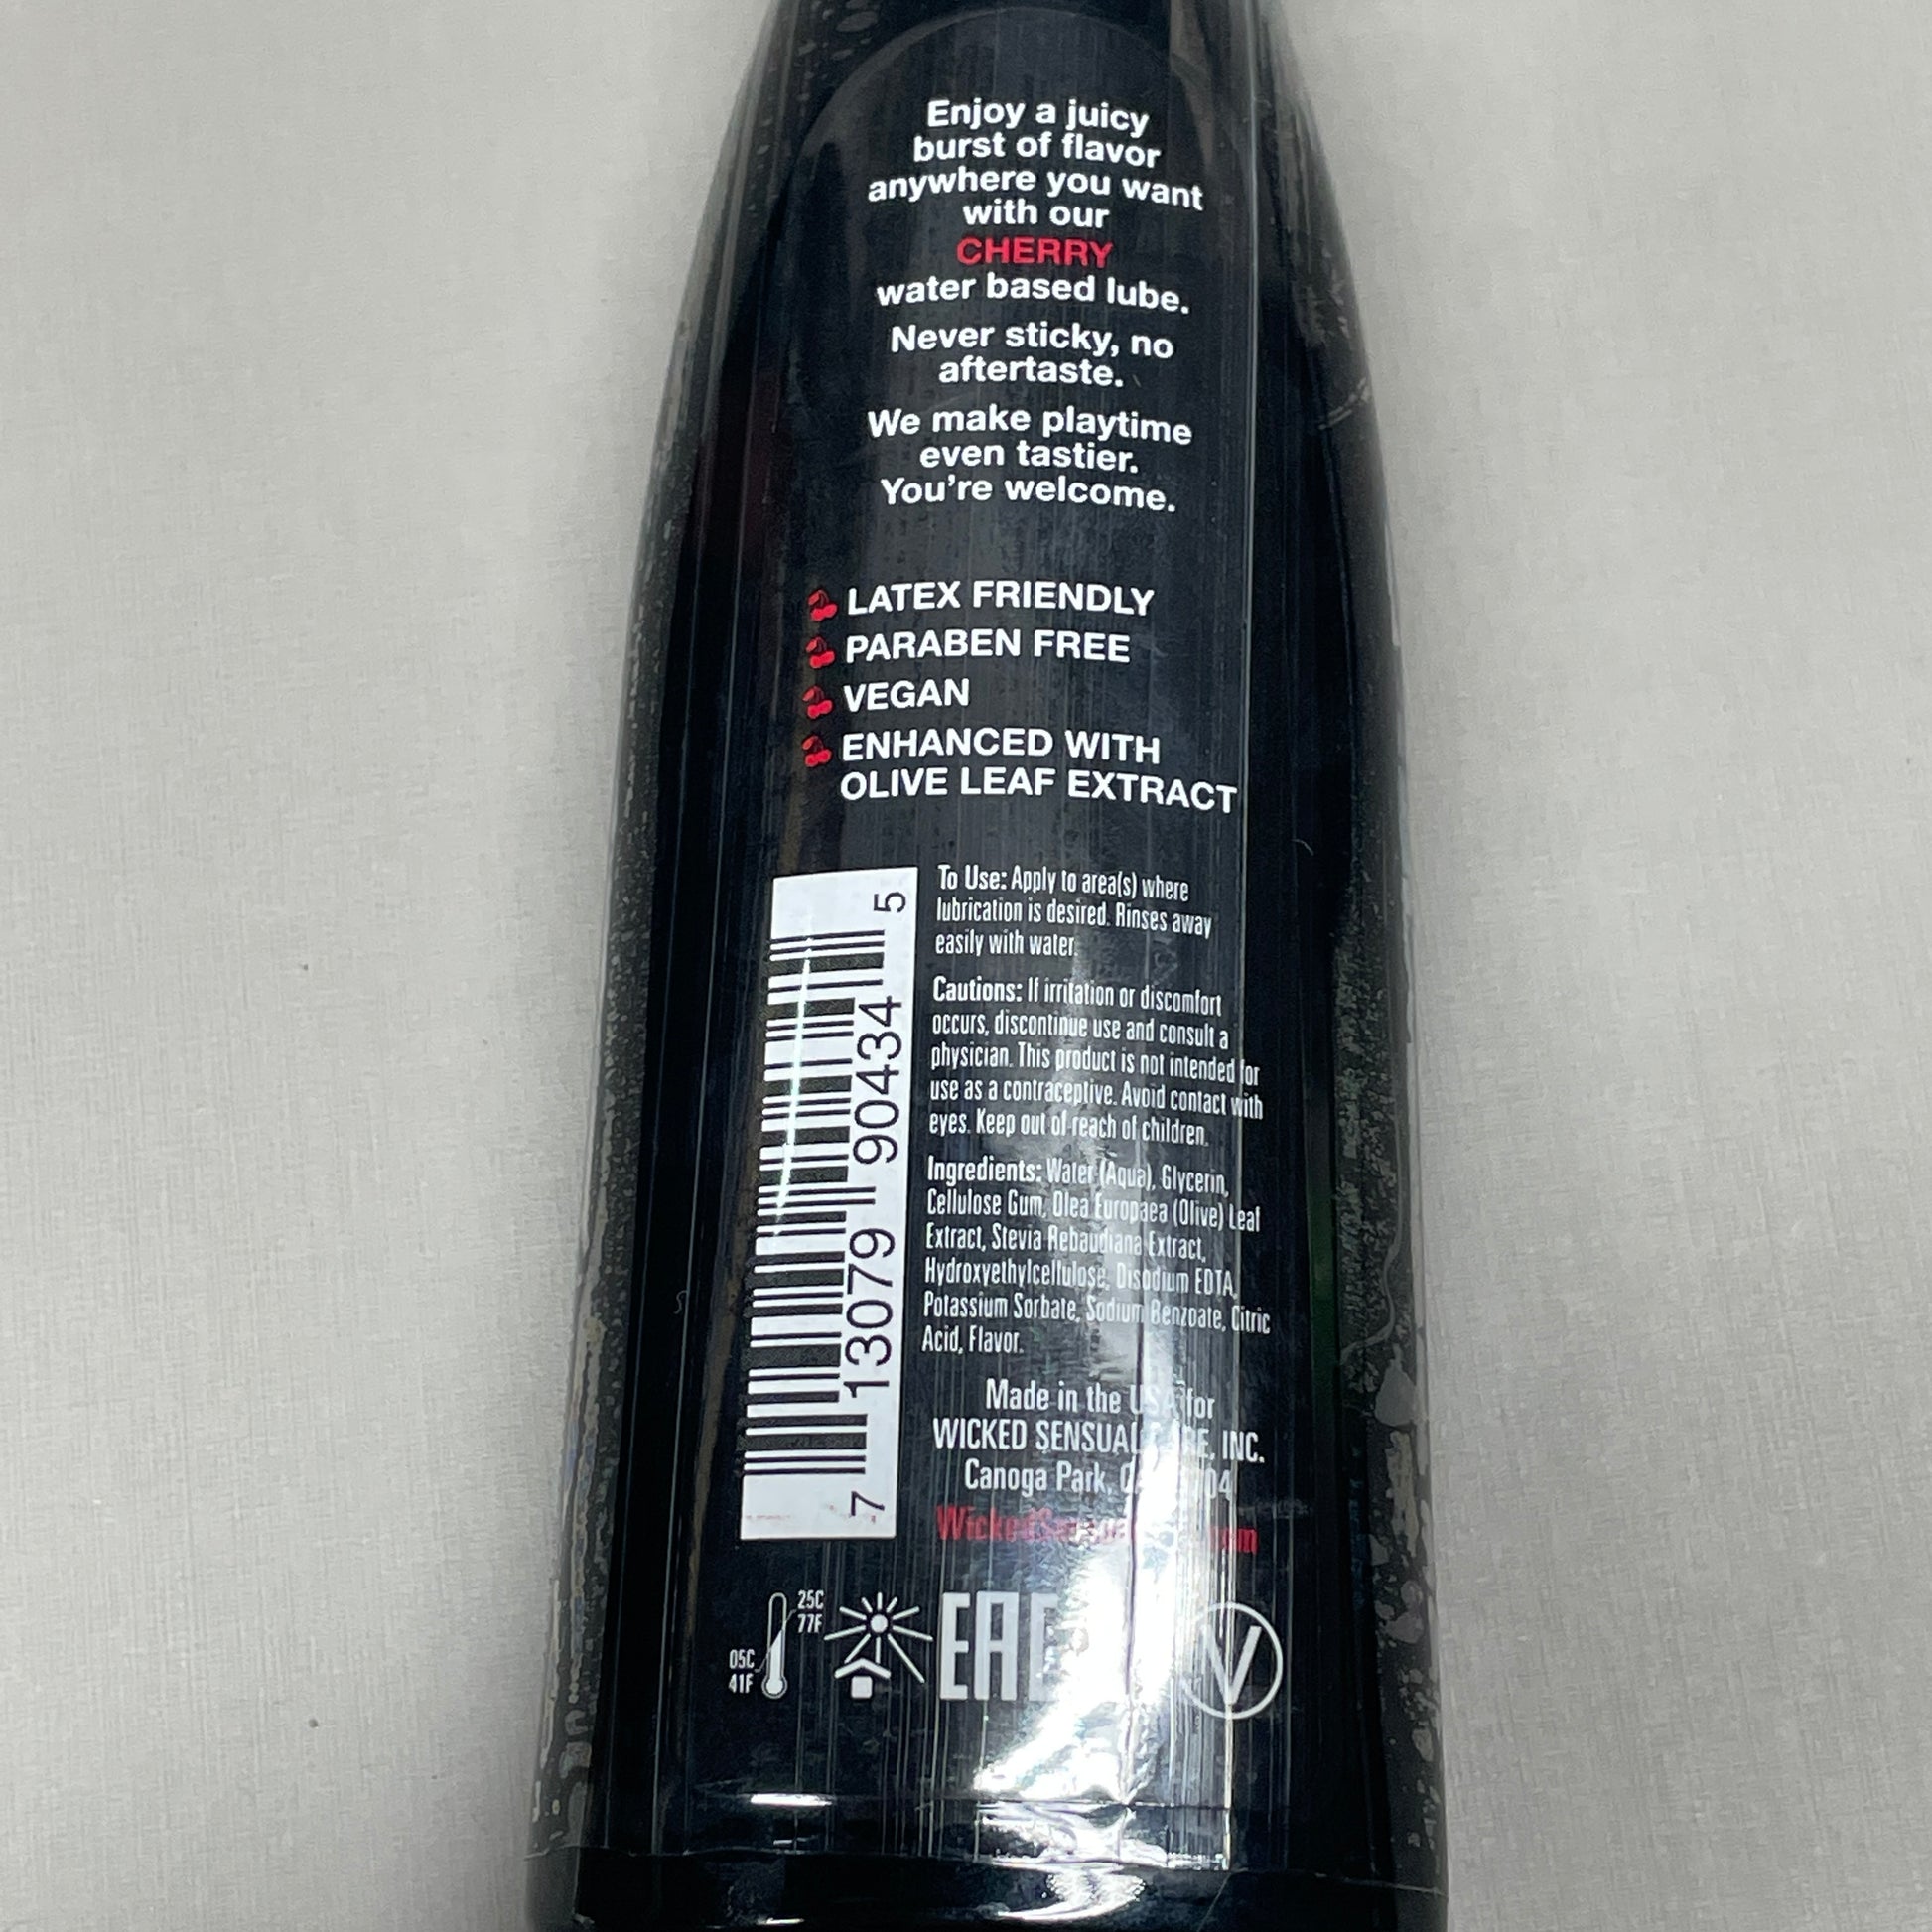 Enjoy a juicy
burst of flavor
anywhere you want
with our
CHERRY
water based lube.
Never sticky, no
aftertaste.
We make playtime
even tastier.
You're welcome.
LATEX FRIENDLY
PARABEN FREE
VEGAN
ENHANCED WITH
OLIVE LEAF EXTRACT
7 13079 90434 5
To Use: Apply to area(s) where
lubrication is desired. Rinses away
easily with water.
Cautions: If irritation or discomfort
occurs, discontinue use and consult a
physician. This product is not intended for
use as a contraceptive. Avoid contact with
eyes. Keep out of reach of children.
Ingredients: Water (Aqua), Glycerin,
Cellulose Gum, Olea Europaea (Olive) Leaf
Extract, Stevia Rebaudiana Extract,
Hydroxyethylcellulose, Disodium EDTA,
Potassium Sorbate, Sodium Benzoate, Citric
Acid, Flavor.
Made in the USA for
WICKED SENSUAL INC.
Canoga Park,
25C
77F
05C
41F
EAC
V